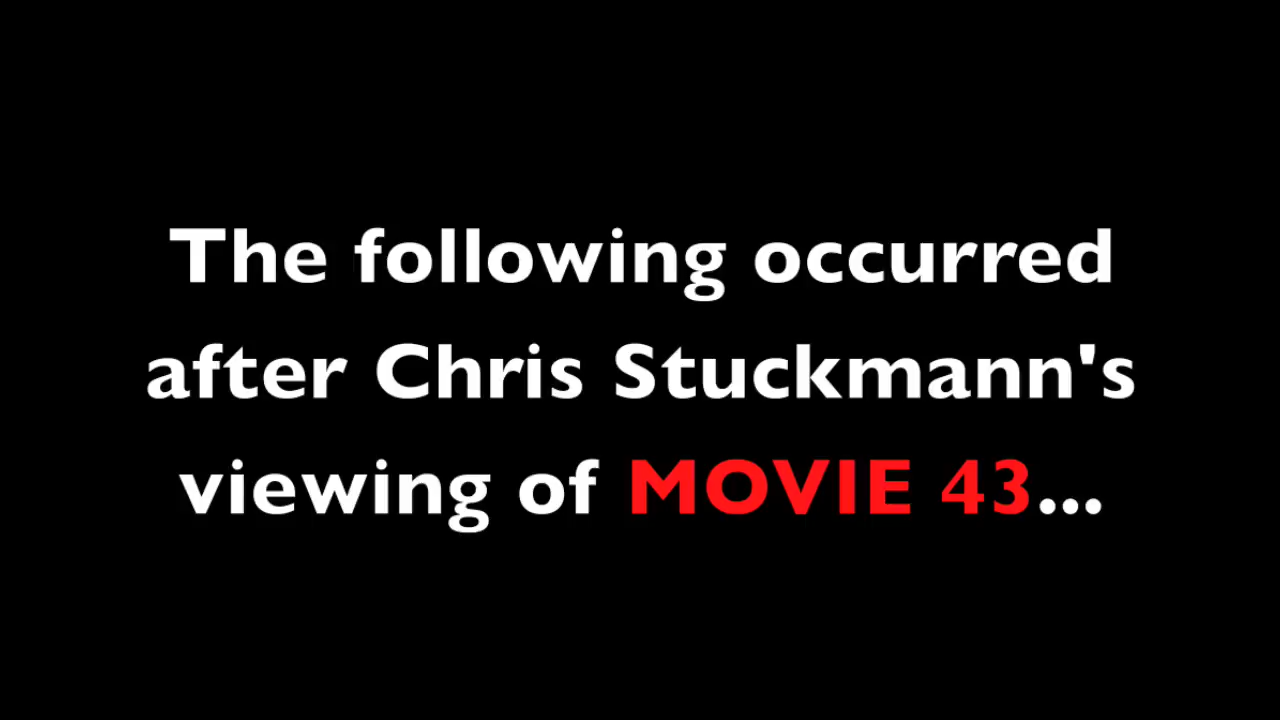 The following occurred
after Chris Stuckmann's
viewing of MOVIE 43...